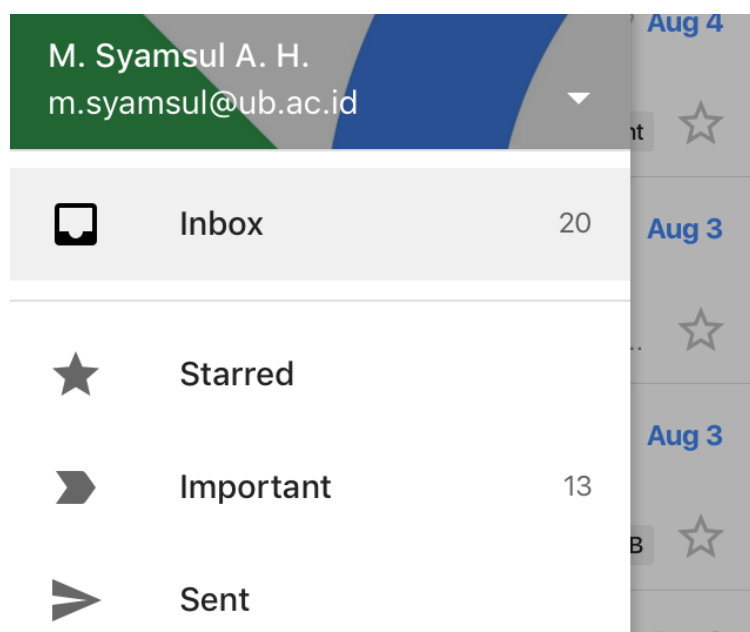 M. Syamsul A. H.
m.syamsul@ub.ac.id
Aug 4
Inbox 20
Aug 3
Starred
Aug 3
Important 13
B
Sent